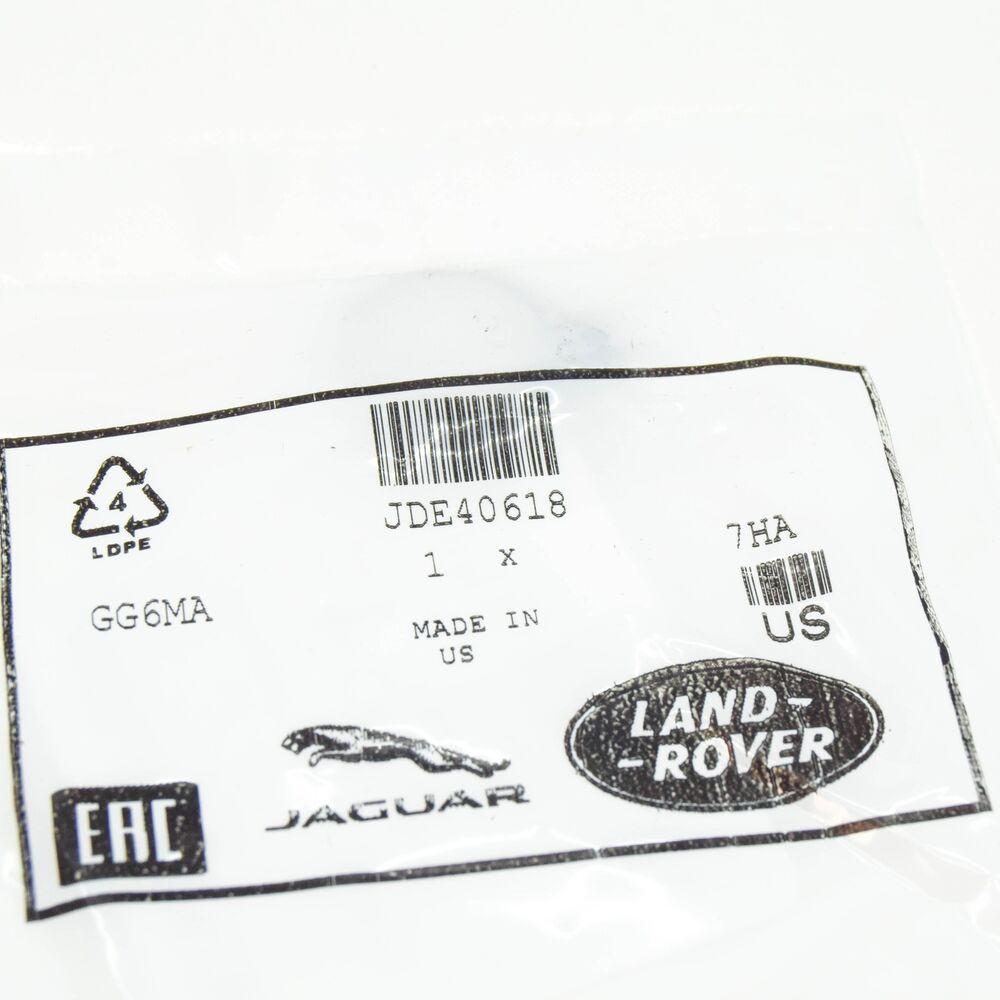 4
LDPE
GG6MA
JDE40618
1 X
MADE IN
US
7HA
US
EAC
JAGUAR
LAND-
-ROVER